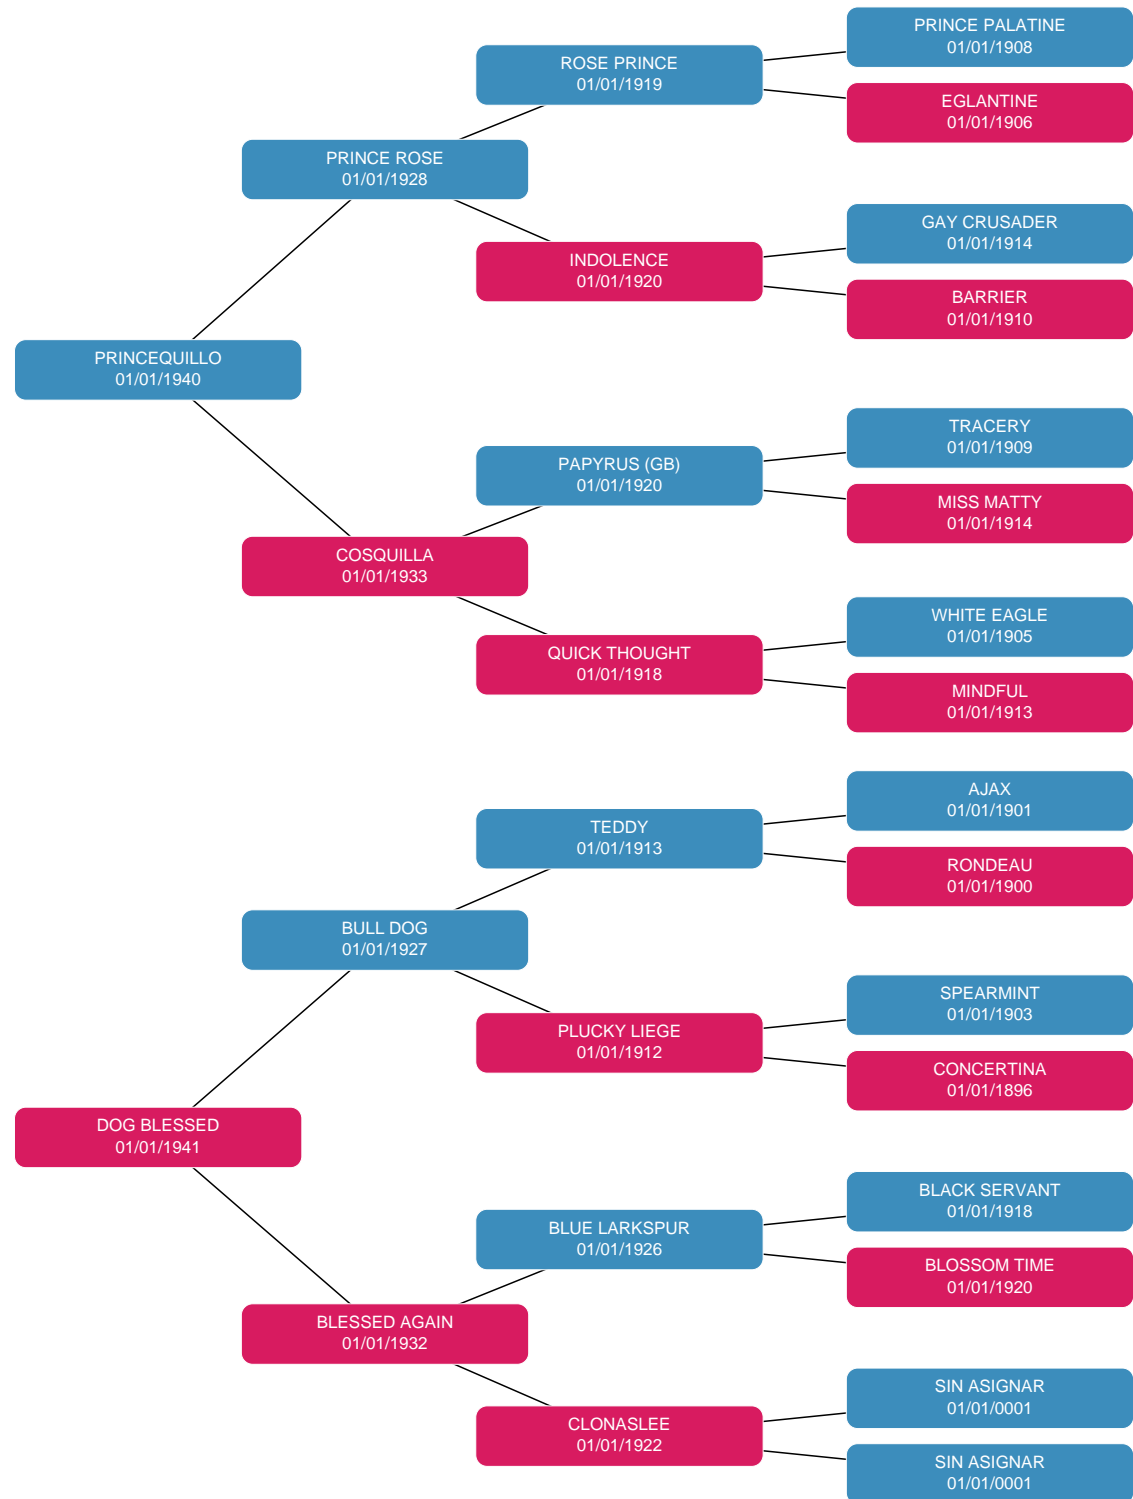 PRINCE PALATINE
01/01/1908
ROSE PRINCE
01/01/1919
EGLANTINE
01/01/1906
PRINCE ROSE
01/01/1928
GAY CRUSADER
01/01/1914
INDOLENCE
01/01/1920
BARRIER
01/01/1910
PRINCEQUILLO
01/01/1940
TRACERY
01/01/1909
PAPYRUS (GB)
01/01/1920
MISS MATTY
01/01/1914
COSQUILLA
01/01/1933
WHITE EAGLE
01/01/1905
QUICK THOUGHT
01/01/1918
MINDFUL
01/01/1913
AJAX
01/01/1901
TEDDY
01/01/1913
RONDEAU
01/01/1900
BULL DOG
01/01/1927
SPEARMINT
01/01/1903
PLUCKY LIEGE
01/01/1912
CONCERTINA
01/01/1896
DOG BLESSED
01/01/1941
BLACK SERVANT
01/01/1918
BLUE LARKSPUR
01/01/1926
BLOSSOM TIME
01/01/1920
BLESSED AGAIN
01/01/1932
SIN ASIGNAR
01/01/0001
CLONASLEE
01/01/1922
SIN ASIGNAR
01/01/0001